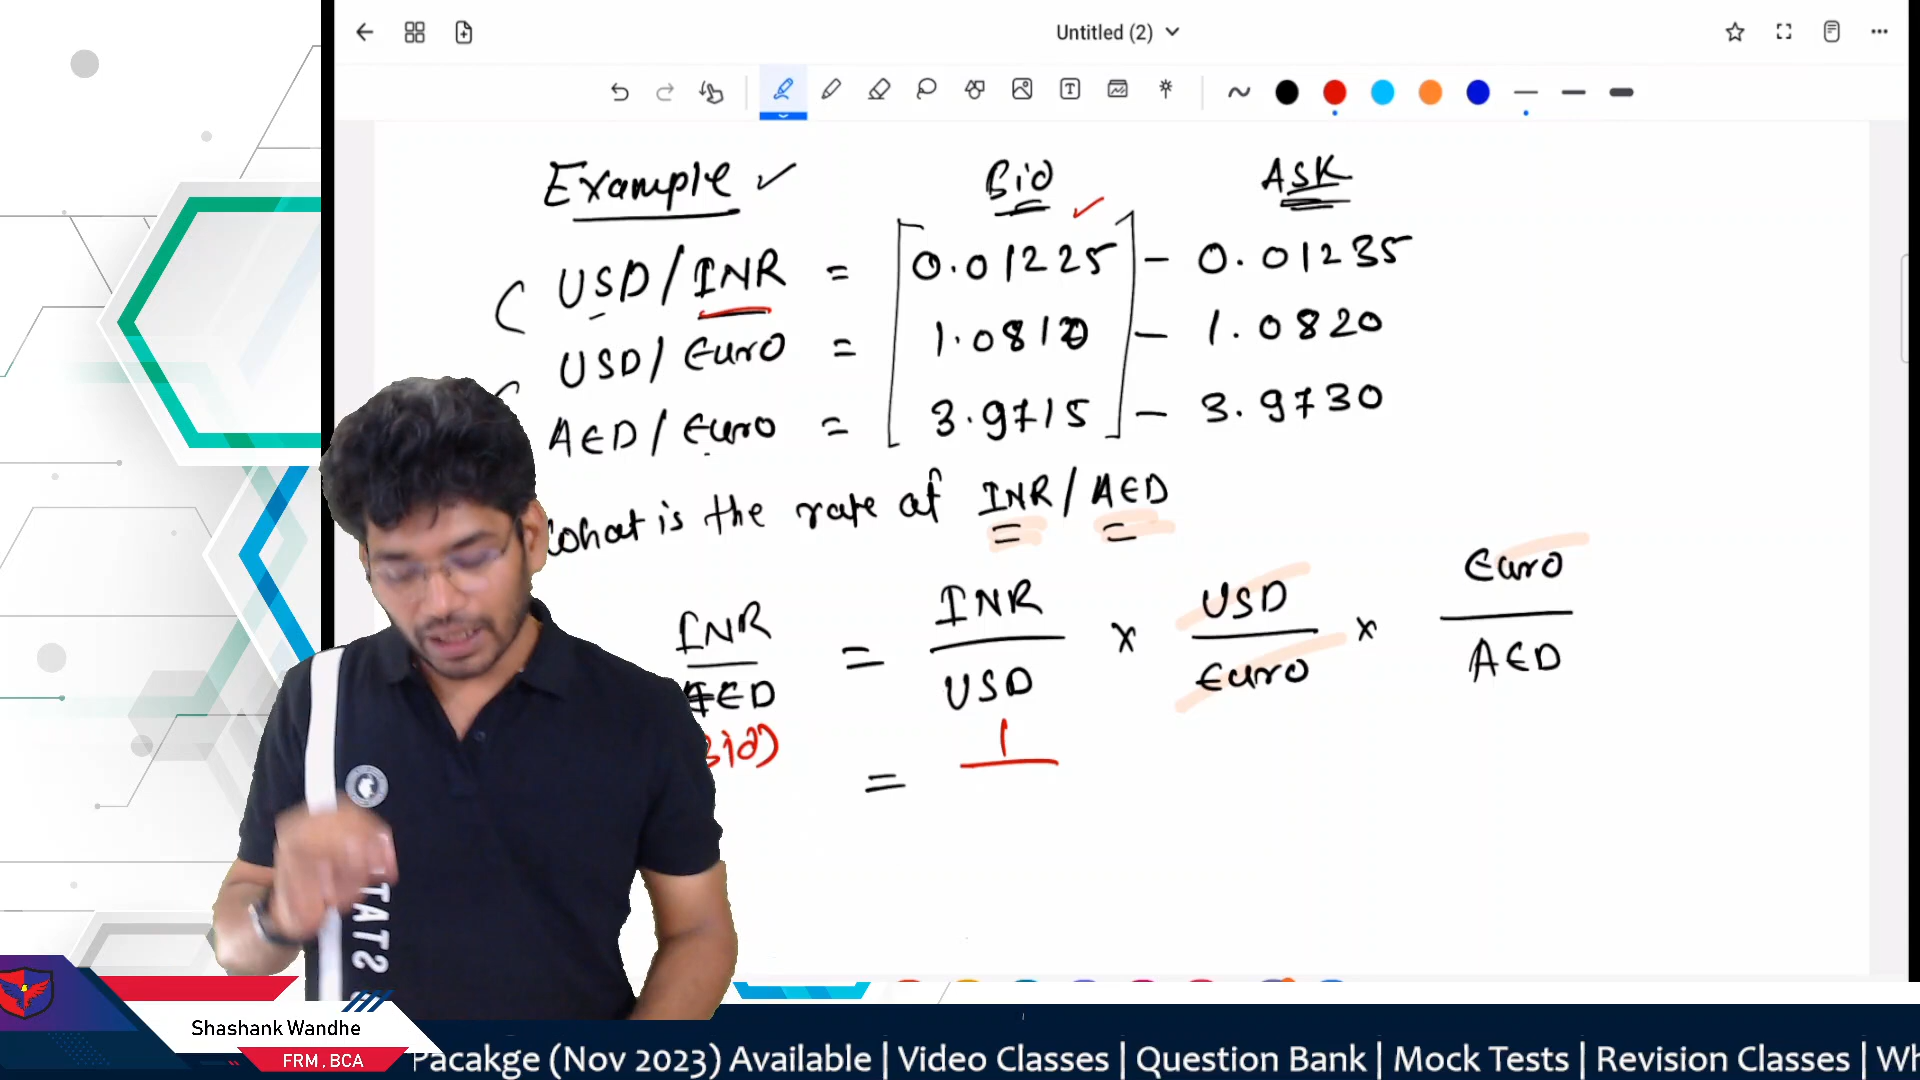 Untitled (2)
Example ✓ Bid ASK
USD/INR = 0.01225 - 0.01235
USD/Euro = 1.0810 - 1.0820
AED/Euro = 3.9715 - 3.9730
What is the rate of INR/AED
INR/AED = INR/USD × USD/Euro × Euro/AED
Bid)
= 1
STATS
Shashank Wandhe
FRM, BCA
Pacakge (Nov 2023) Available | Video Classes | Question Bank | Mock Tests | Revision Classes |